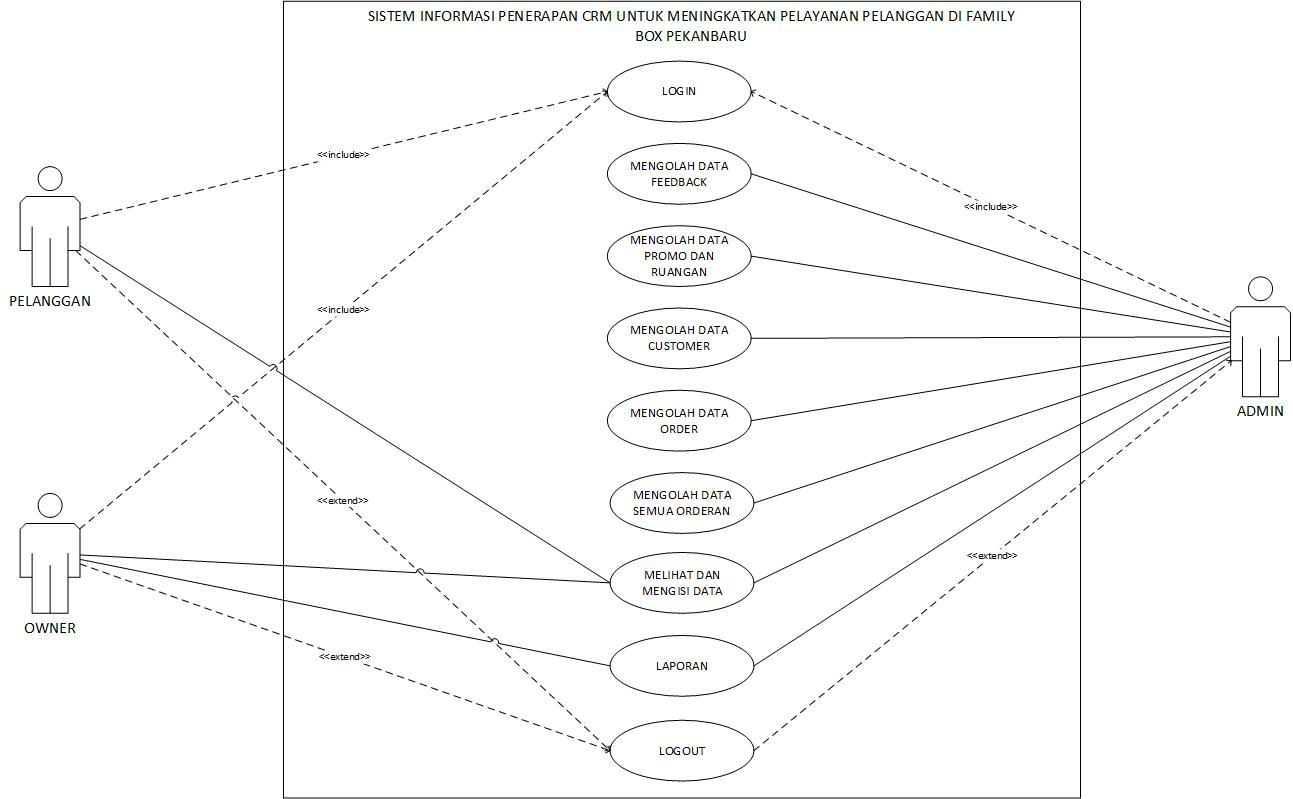 SISTEM INFORMASI PENERAPAN CRM UNTUK MENINGKATKAN PELAYANAN PELANGGAN DI FAMILY
BOX PEKANBARU
LOGIN
<<include>>
MENGOLAH DATA
FEEDBACK
<<include>>
MENGOLAH DATA
PROMO DAN
RUANGAN
PELANGGAN
<<include>>
MENGOLAH DATA
CUSTOMER
ADMIN
MENGOLAH DATA
ORDER
<<extend>>
MENGOLAH DATA
SEMUA ORDERAN
<<extend>>
MELIHAT DAN
MENGISI DATA
OWNER
<<extend>>
LAPORAN
LOGOUT